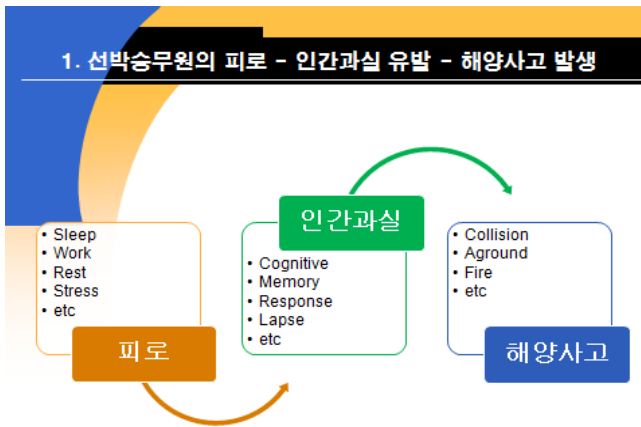 1. 선박승무원의 피로 - 인간과실 유발 - 해양사고 발생
• Sleep
• Work
• Rest
• Stress
• etc
피로
인간과실
• Cognitive
• Memory
• Response
• Lapse
• etc
• Collision
• Aground
• Fire
• etc
해양사고